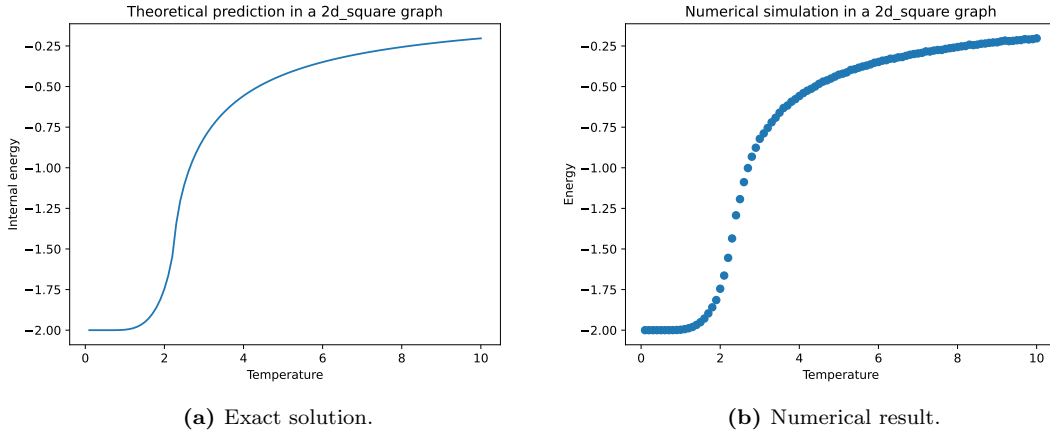 Theoretical prediction in a 2d_square graph
Internal energy
−0.25
−0.50
−0.75
−1.00
−1.25
−1.50
−1.75
−2.00
0 2 4 6 8 10
Temperature
(a) Exact solution.
Numerical simulation in a 2d_square graph
Energy
−0.25
−0.50
−0.75
−1.00
−1.25
−1.50
−1.75
−2.00
0 2 4 6 8 10
Temperature
(b) Numerical result.